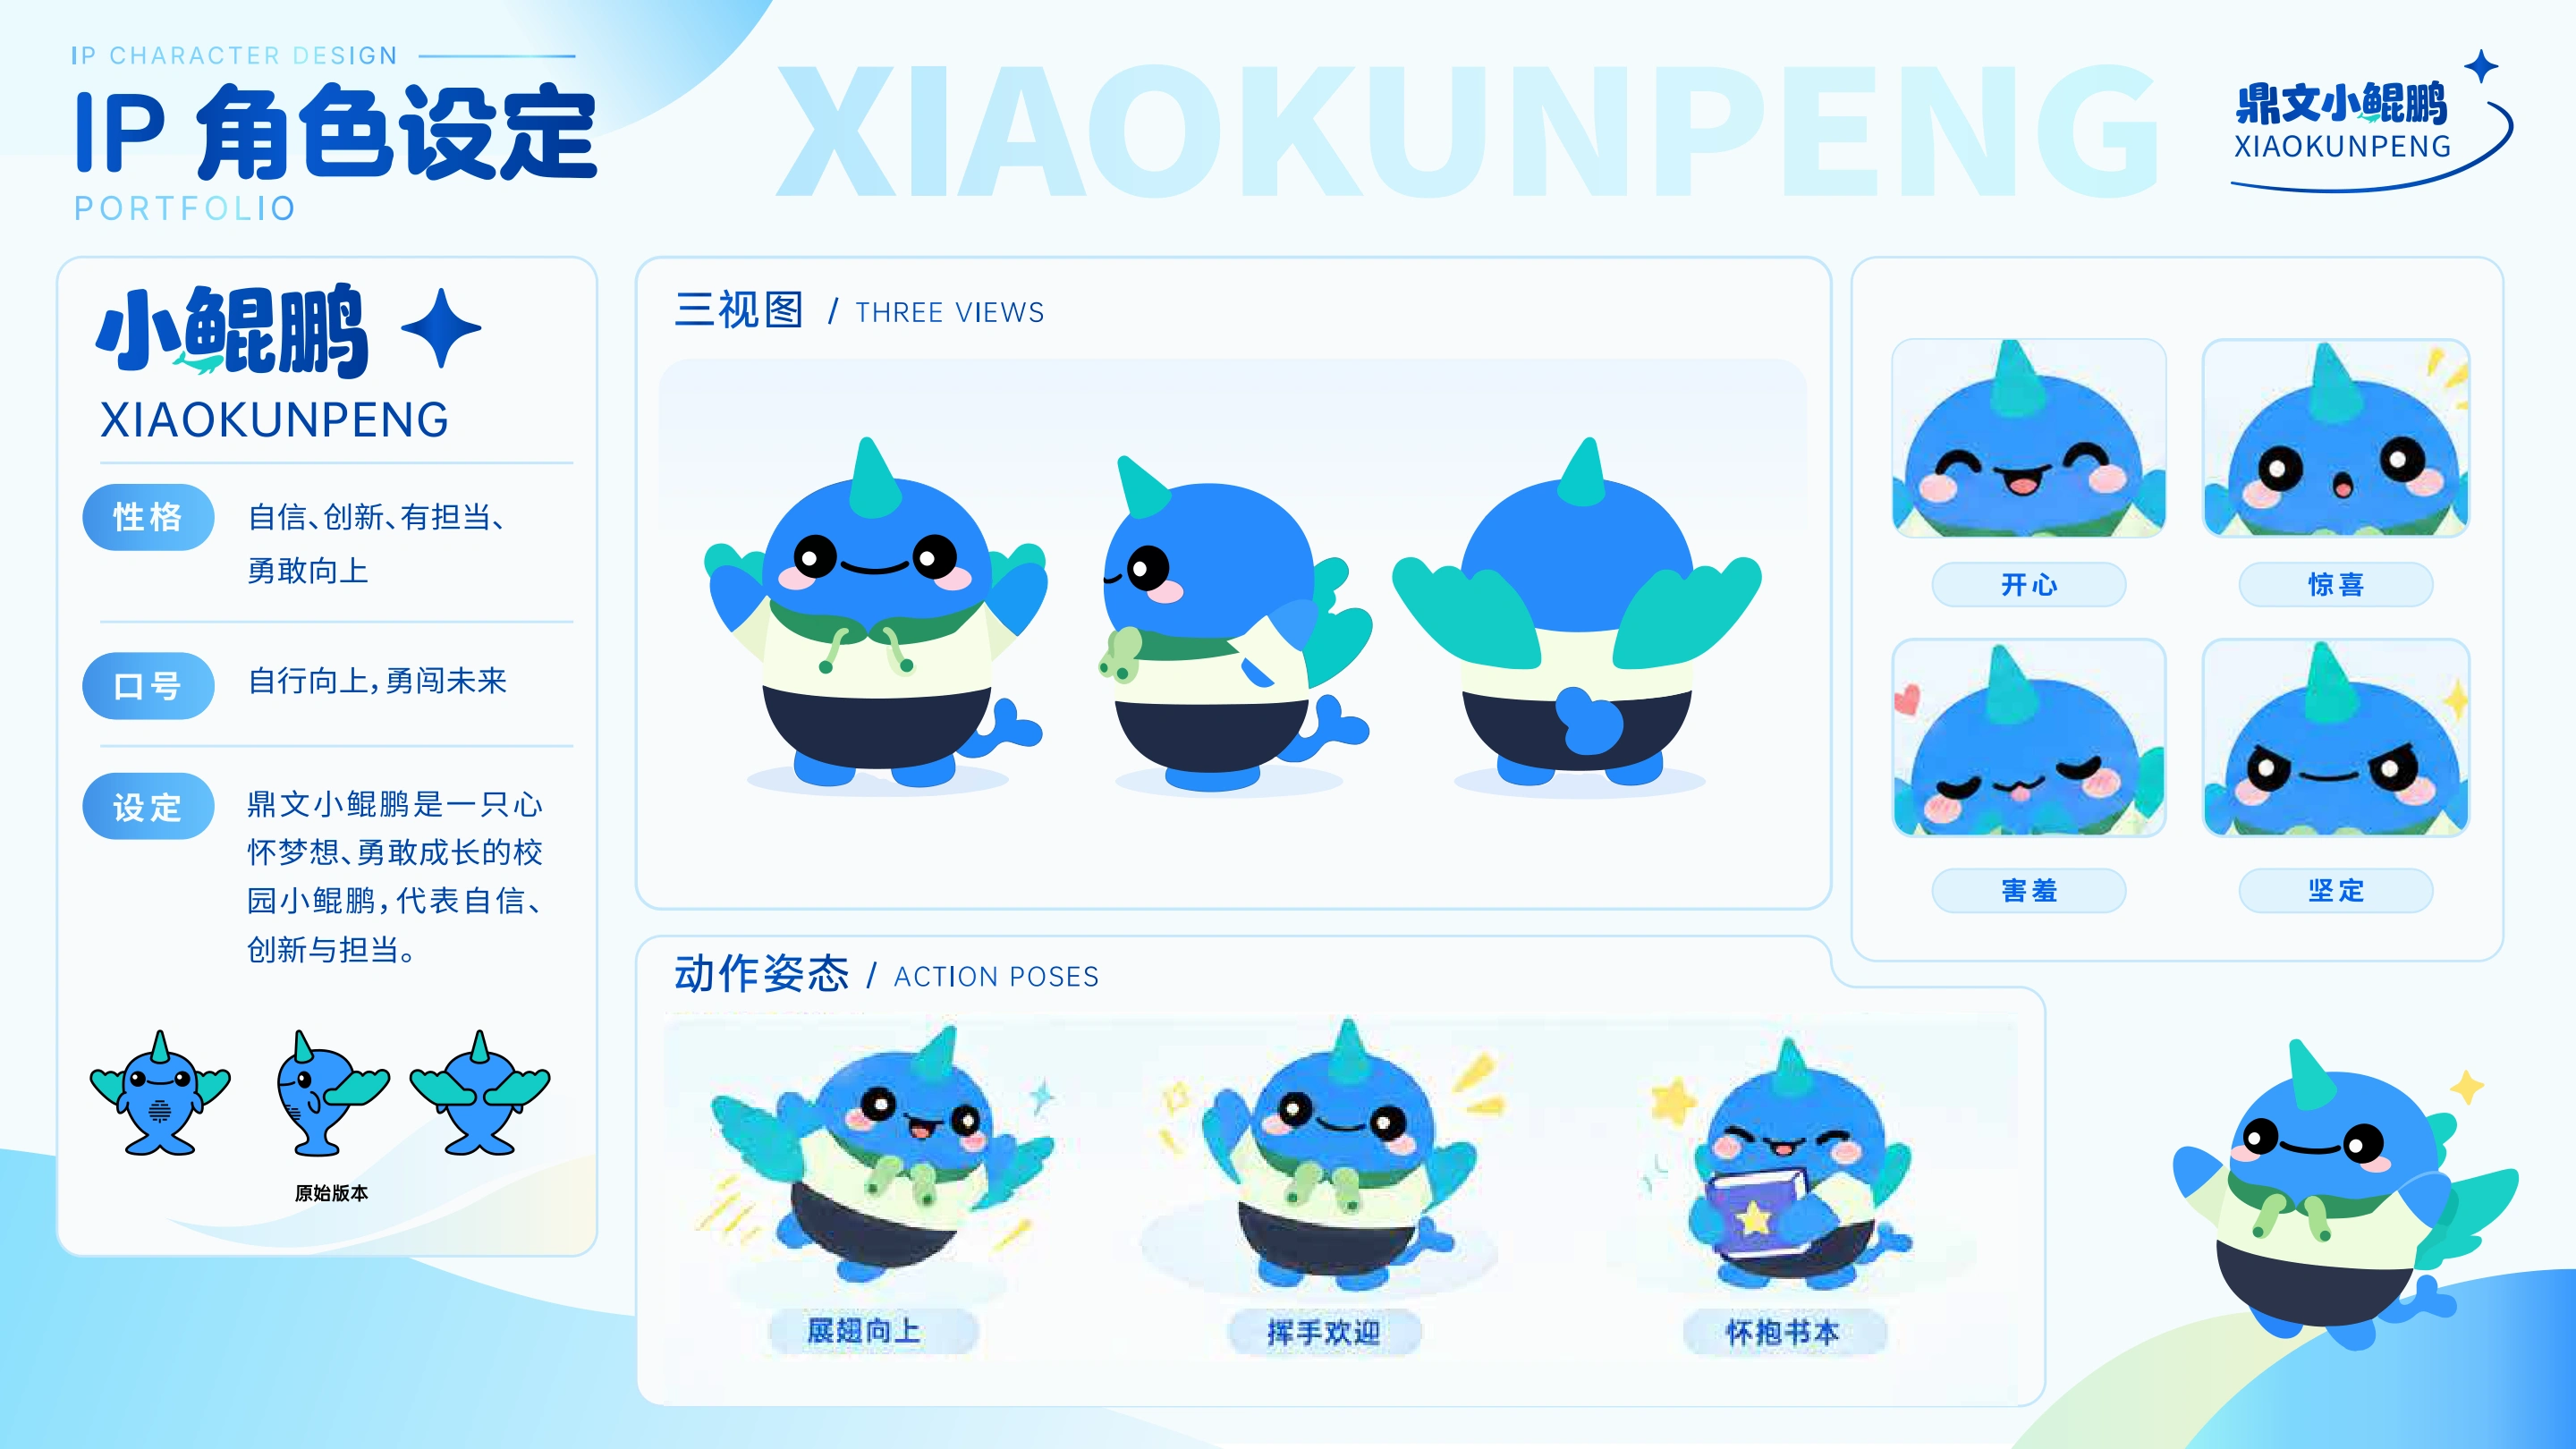 IP CHARACTER DESIGN
IP 角色设定
PORTFOLIO
XIAOKUNPENG
鼎文小鲲鹏
XIAOKUNPENG
小鲲鹏
XIAOKUNPENG
性格
自信、创新、有担当、
勇敢向上
口号
自行向上，勇闯未来
设定
鼎文小鲲鹏是一只心
怀梦想、勇敢成长的校
园小鲲鹏，代表自信、
创新与担当。
原始版本
三视图 / THREE VIEWS
开心
惊喜
害羞
坚定
动作姿态 / ACTION POSES
展翅向上
挥手欢迎
怀抱书本